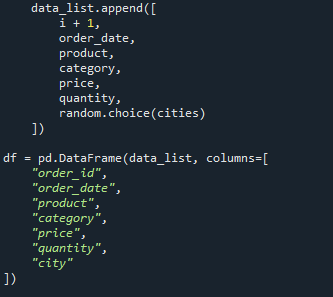 data_list.append([
        i + 1,
        order_date,
        product,
        category,
        price,
        quantity,
        random.choice(cities)
    ])
df = pd.DataFrame(data_list, columns=[
    "order_id",
    "order_date",
    "product",
    "category",
    "price",
    "quantity",
    "city"
])